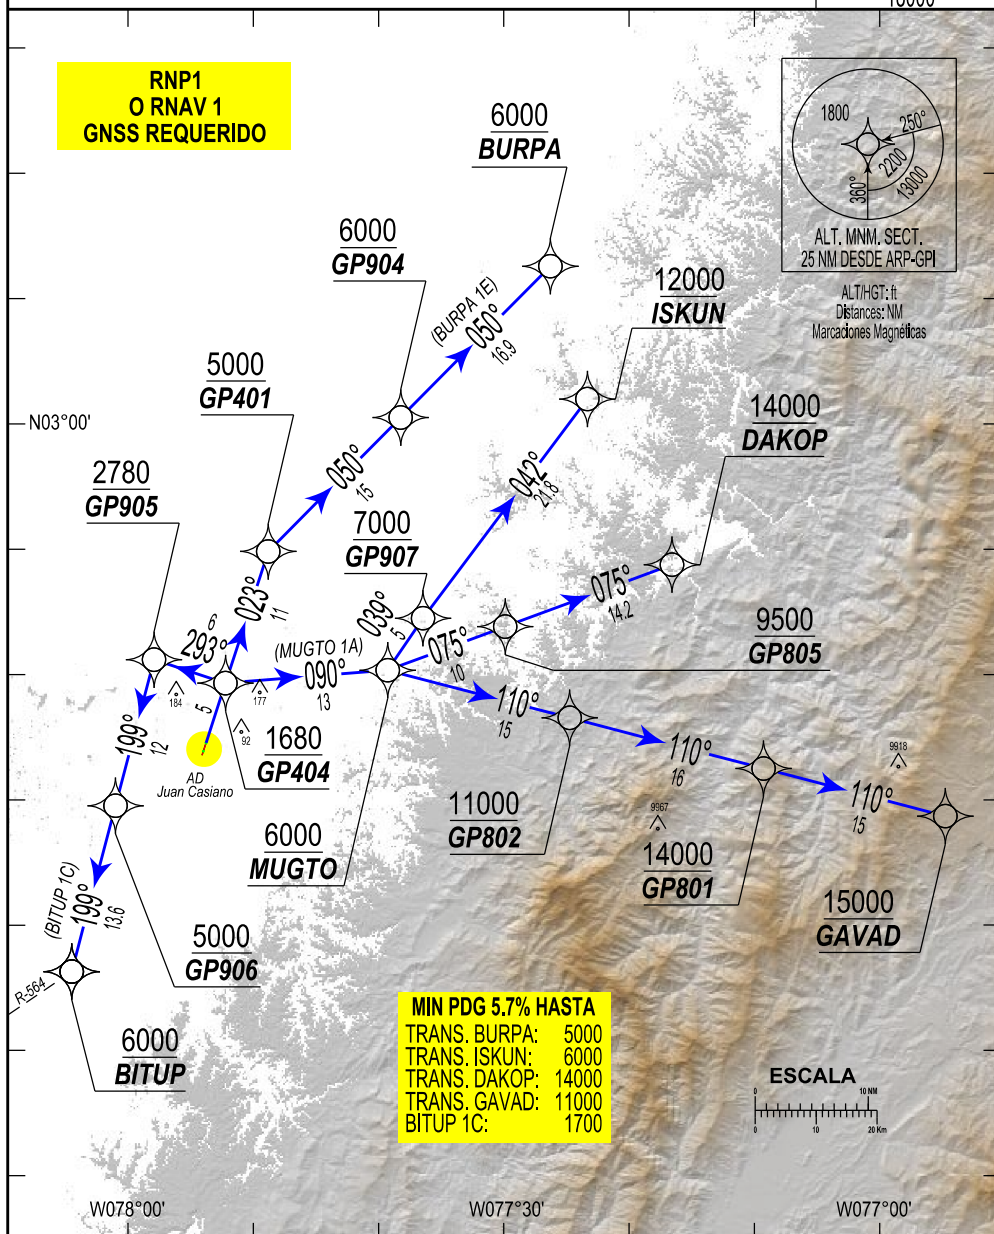 RNP1
O RNAV 1
GNSS REQUERIDO
6000
BURPA
1800
250°
2200
13000
360°
ALT. MNM. SECT.
25 NM DESDE ARP-GPI
ALT/HGT: ft
Distances: NM
Marcaciones Magnéticas
6000
GP904
12000
ISKUN
(BURPA 1E)
050°
16.9
5000
GP401
N03°00'
14000
DAKOP
2780
GP905
050°
15
042°
21.8
7000
GP907
023°
11
039°
5
075°
14.2
9500
GP805
6
293°
(MUGTO 1A)
090°
13
075°
10
184
177
5
92
110°
15
199°
12
1680
GP404
AD
Juan Casiano
110°
16
9918
110°
15
11000
GP802
9967
6000
MUGTO
14000
GP801
15000
GAVAD
(BITUP 1C)
199°
13.6
5000
GP906
R-564
6000
BITUP
MIN PDG 5.7% HASTA
TRANS. BURPA: 5000
TRANS. ISKUN: 6000
TRANS. DAKOP: 14000
TRANS. GAVAD: 11000
BITUP 1C: 1700
ESCALA
0 10 NM
0 10 20 Km
W078°00'
W077°30'
W077°00'